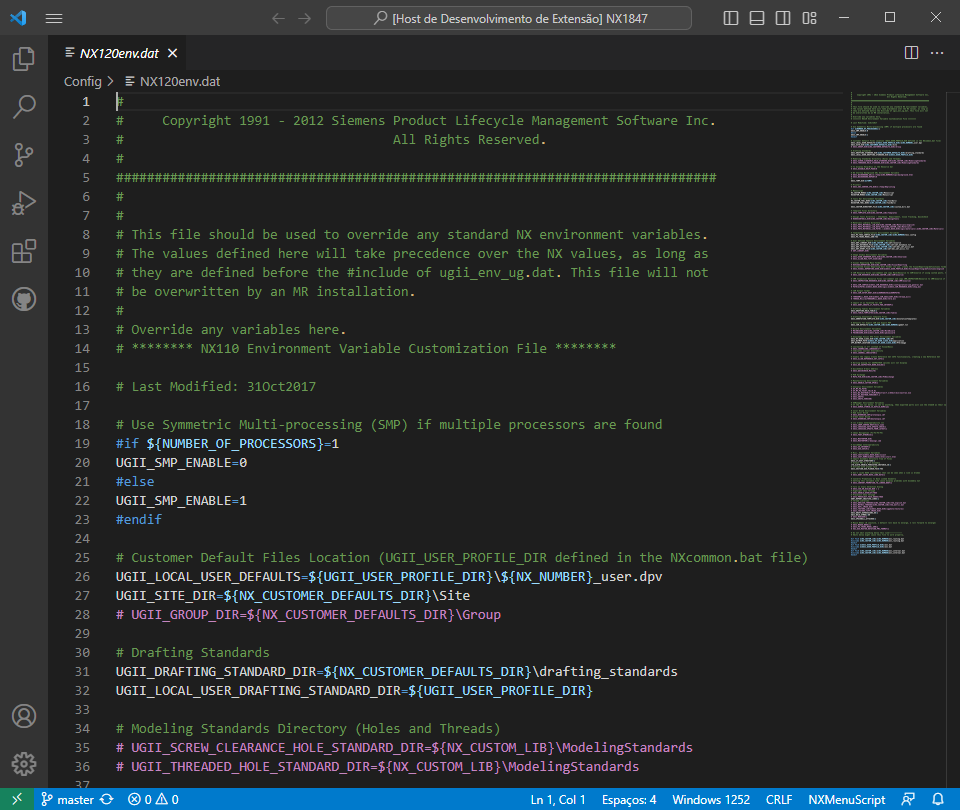 [Host de Desenvolvimento de Extensão] NX1847
NX120env.dat
Config > NX120env.dat
1 #
2 #     Copyright 1991 - 2012 Siemens Product Lifecycle Management Software Inc.
3 #                                   All Rights Reserved.
4 #
5 ##############################################################################
6 #
7 #
8 # This file should be used to override any standard NX environment variables.
9 # The values defined here will take precedence over the NX values, as long as
10 # they are defined before the #include of ugii_env_ug.dat. This file will not
11 # be overwritten by an MR installation.
12 #
13 # Override any variables here.
14 # ******** NX110 Environment Variable Customization File ********
15
16 # Last Modified: 31Oct2017
17
18 # Use Symmetric Multi-processing (SMP) if multiple processors are found
19 #if ${NUMBER_OF_PROCESSORS}=1
20 UGII_SMP_ENABLE=0
21 #else
22 UGII_SMP_ENABLE=1
23 #endif
24
25 # Customer Default Files Location (UGII_USER_PROFILE_DIR defined in the NXcommon.bat file)
26 UGII_LOCAL_USER_DEFAULTS=${UGII_USER_PROFILE_DIR}\${NX_NUMBER}_user.dpv
27 UGII_SITE_DIR=${NX_CUSTOMER_DEFAULTS_DIR}\Site
28 # UGII_GROUP_DIR=${NX_CUSTOMER_DEFAULTS_DIR}\Group
29
30 # Drafting Standards
31 UGII_DRAFTING_STANDARD_DIR=${NX_CUSTOMER_DEFAULTS_DIR}\drafting_standards
32 UGII_LOCAL_USER_DRAFTING_STANDARD_DIR=${UGII_USER_PROFILE_DIR}
33
34 # Modeling Standards Directory (Holes and Threads)
35 # UGII_SCREW_CLEARANCE_HOLE_STANDARD_DIR=${NX_CUSTOM_LIB}\ModelingStandards
36 # UGII_THREADED_HOLE_STANDARD_DIR=${NX_CUSTOM_LIB}\ModelingStandards
37
master 0 0 Ln 1, Col 1 Espaços: 4 Windows 1252 CRLF NXMenuScript